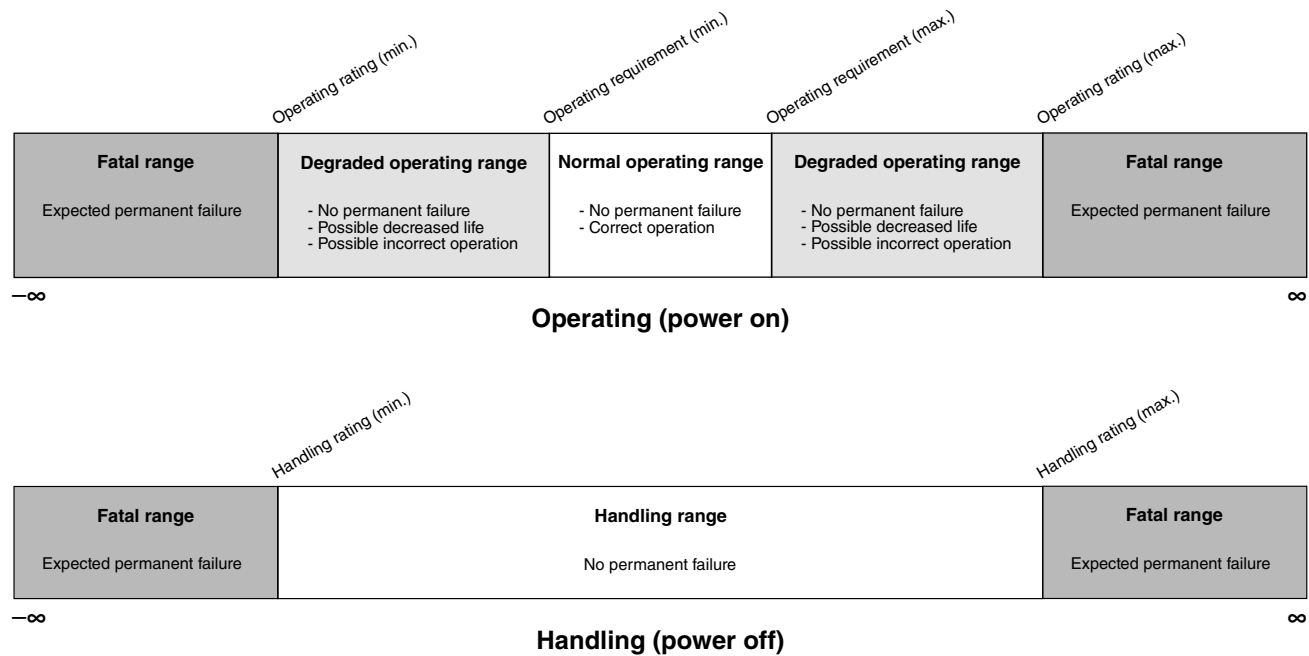 Operating rating (min.)
Operating requirement (min.)
Operating requirement (max.)
Operating rating (max.)
Fatal range
Expected permanent failure
Degraded operating range
- No permanent failure
- Possible decreased life
- Possible incorrect operation
Normal operating range
- No permanent failure
- Correct operation
Degraded operating range
- No permanent failure
- Possible decreased life
- Possible incorrect operation
Fatal range
Expected permanent failure
–∞
∞
Operating (power on)
Handling rating (min.)
Handling rating (max.)
Fatal range
Expected permanent failure
Handling range
No permanent failure
Fatal range
Expected permanent failure
–∞
∞
Handling (power off)